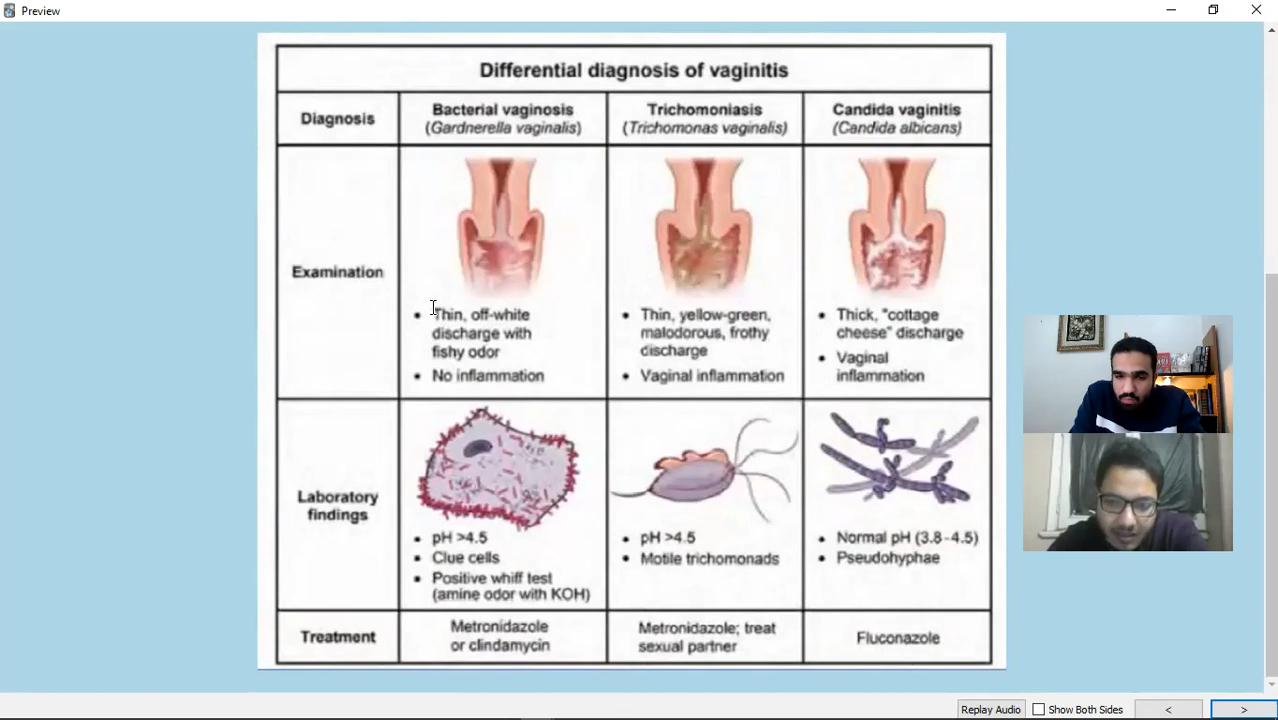 Preview
Differential diagnosis of vaginitis
Diagnosis
Bacterial vaginosis
(Gardnerella vaginalis)
Trichomoniasis
(Trichomonas vaginalis)
Candida vaginitis
(Candida albicans)
Examination
• Thin, off-white
discharge with
fishy odor
• No inflammation
• Thin, yellow-green,
malodorous, frothy
discharge
• Vaginal inflammation
• Thick, "cottage
cheese" discharge
• Vaginal
inflammation
Laboratory
findings
• pH >4.5
• Clue cells
• Positive whiff test
(amine odor with KOH)
• pH >4.5
• Motile trichomonads
• Normal pH (3.8-4.5)
• Pseudohyphae
Treatment
Metronidazole
or clindamycin
Metronidazole; treat
sexual partner
Fluconazole
Replay Audio
Show Both Sides
<
>